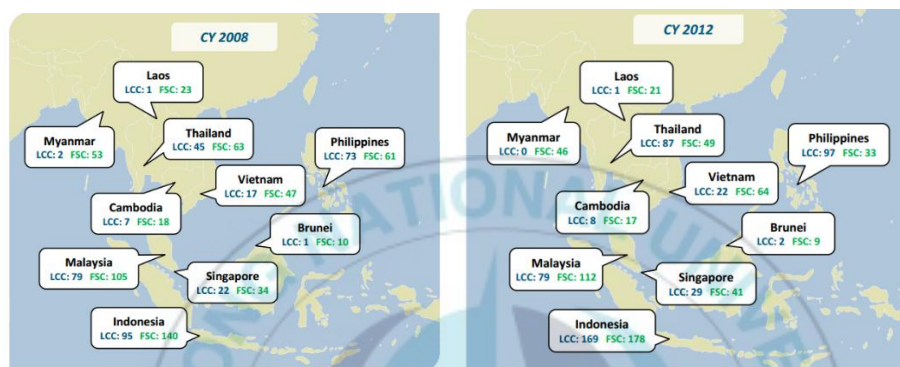 CY 2008
Laos
LCC: 1 FSC: 23
Myanmar
LCC: 2 FSC: 53
Thailand
LCC: 45 FSC: 63
Philippines
LCC: 73 FSC: 61
Vietnam
LCC: 17 FSC: 47
Cambodia
LCC: 7 FSC: 18
Brunei
LCC: 1 FSC: 10
Malaysia
LCC: 79 FSC: 105
Singapore
LCC: 22 FSC: 34
Indonesia
LCC: 95 FSC: 140
CY 2012
Laos
LCC: 1 FSC: 21
Myanmar
LCC: 0 FSC: 46
Thailand
LCC: 87 FSC: 49
Philippines
LCC: 97 FSC: 33
Vietnam
LCC: 22 FSC: 64
Cambodia
LCC: 8 FSC: 17
Brunei
LCC: 2 FSC: 9
Malaysia
LCC: 79 FSC: 112
Singapore
LCC: 29 FSC: 41
Indonesia
LCC: 169 FSC: 178
NATIONAL